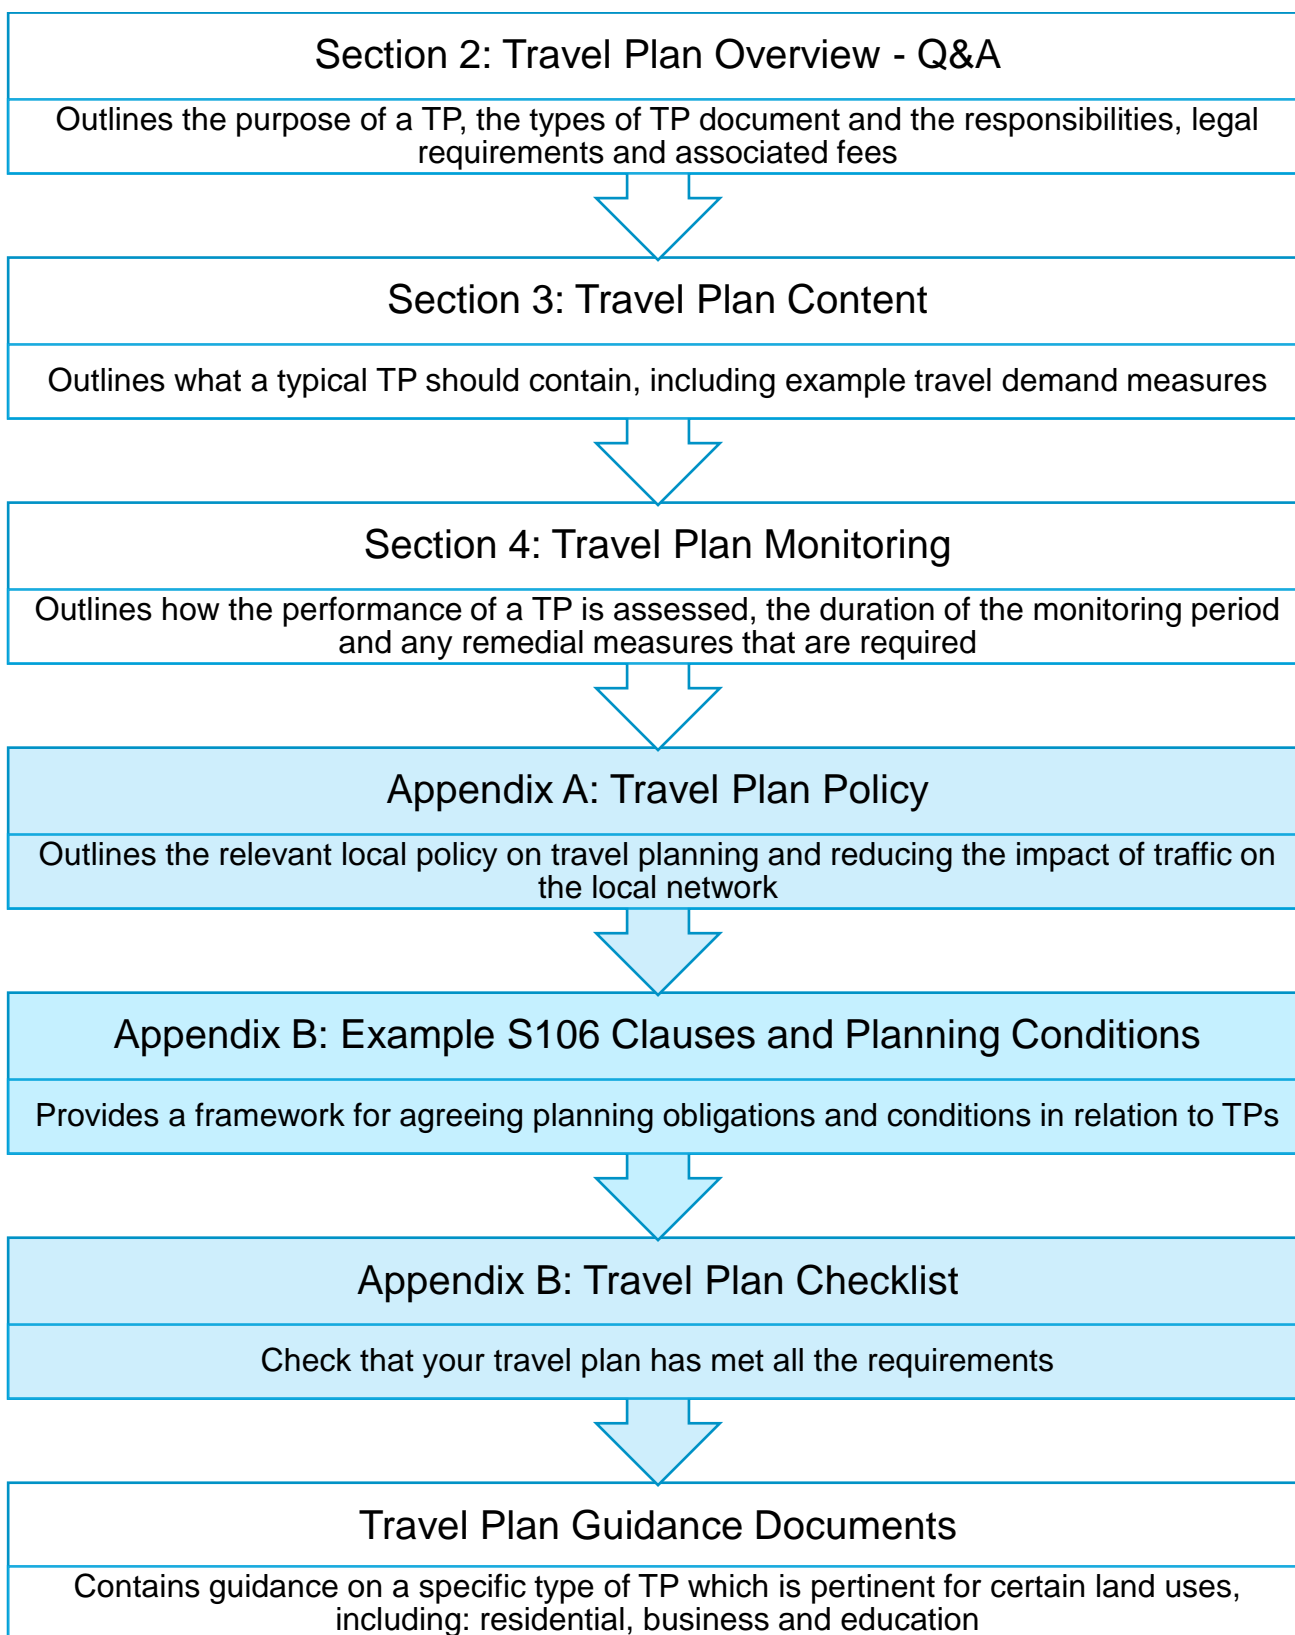 Section 2: Travel Plan Overview - Q&A
Outlines the purpose of a TP, the types of TP document and the responsibilities, legal
requirements and associated fees
Section 3: Travel Plan Content
Outlines what a typical TP should contain, including example travel demand measures
Section 4: Travel Plan Monitoring
Outlines how the performance of a TP is assessed, the duration of the monitoring period
and any remedial measures that are required
Appendix A: Travel Plan Policy
Outlines the relevant local policy on travel planning and reducing the impact of traffic on
the local network
Appendix B: Example S106 Clauses and Planning Conditions
Provides a framework for agreeing planning obligations and conditions in relation to TPs
Appendix B: Travel Plan Checklist
Check that your travel plan has met all the requirements
Travel Plan Guidance Documents
Contains guidance on a specific type of TP which is pertinent for certain land uses,
including: residential, business and education